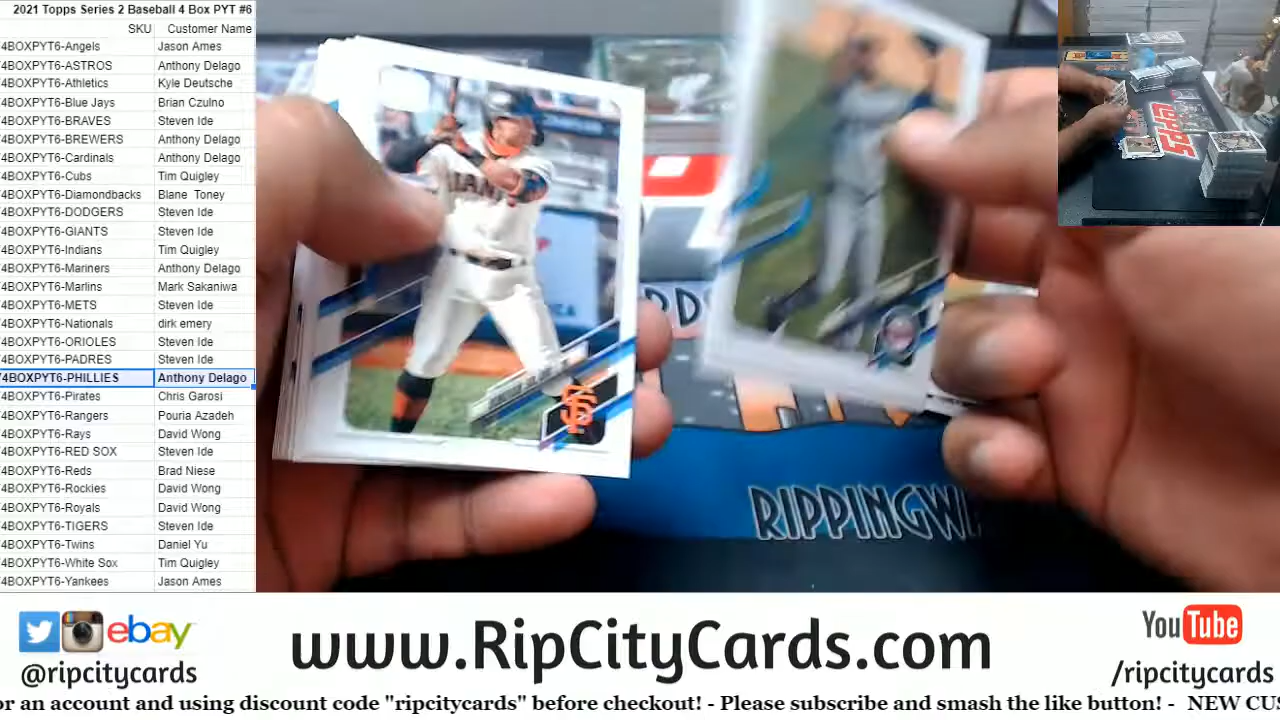 2021 Topps Series 2 Baseball 4 Box PYT #6
SKU Customer Name
4BOXPYT6-Angels Jason Ames
4BOXPYT6-ASTROS Anthony Delago
4BOXPYT6-Athletics Kyle Deutsche
4BOXPYT6-Blue Jays Brian Czulno
4BOXPYT6-BRAVES Steven Ide
4BOXPYT6-BREWERS Anthony Delago
4BOXPYT6-Cardinals Anthony Delago
4BOXPYT6-Cubs Tim Quigley
4BOXPYT6-Diamondbacks Blane Toney
4BOXPYT6-DODGERS Steven Ide
4BOXPYT6-GIANTS Steven Ide
4BOXPYT6-Indians Tim Quigley
4BOXPYT6-Mariners Anthony Delago
4BOXPYT6-Marlins Mark Sakaniwa
4BOXPYT6-METS Steven Ide
4BOXPYT6-Nationals dirk emery
4BOXPYT6-ORIOLES Steven Ide
4BOXPYT6-PADRES Steven Ide
4BOXPYT6-PHILLIES Anthony Delago
4BOXPYT6-Pirates Chris Garosi
4BOXPYT6-Rangers Pouria Azadeh
4BOXPYT6-Rays David Wong
4BOXPYT6-RED SOX Steven Ide
4BOXPYT6-Reds Brad Niese
4BOXPYT6-Rockies David Wong
4BOXPYT6-Royals David Wong
4BOXPYT6-TIGERS Steven Ide
4BOXPYT6-Twins Daniel Yu
4BOXPYT6-White Sox Tim Quigley
4BOXPYT6-Yankees Jason Ames
GIANTS
SF
RDS
RIPPINGW
TOPPS
ebay
@ripcitycards
www.RipCityCards.com
YouTube
/ripcitycards
or an account and using discount code "ripcitycards" before checkout! - Please subscribe and smash the like button! - NEW CUS